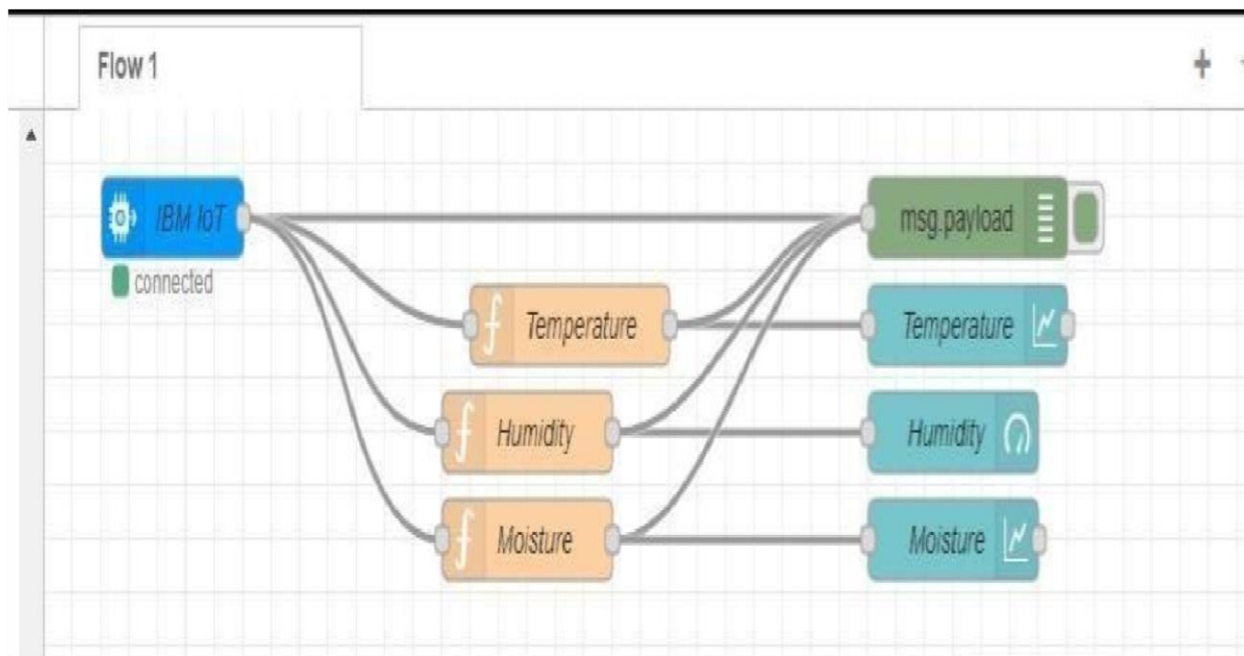 Flow 1
IBM IoT
msg.payload
connected
Temperature
Temperature
Humidity
Humidity
Moisture
Moisture